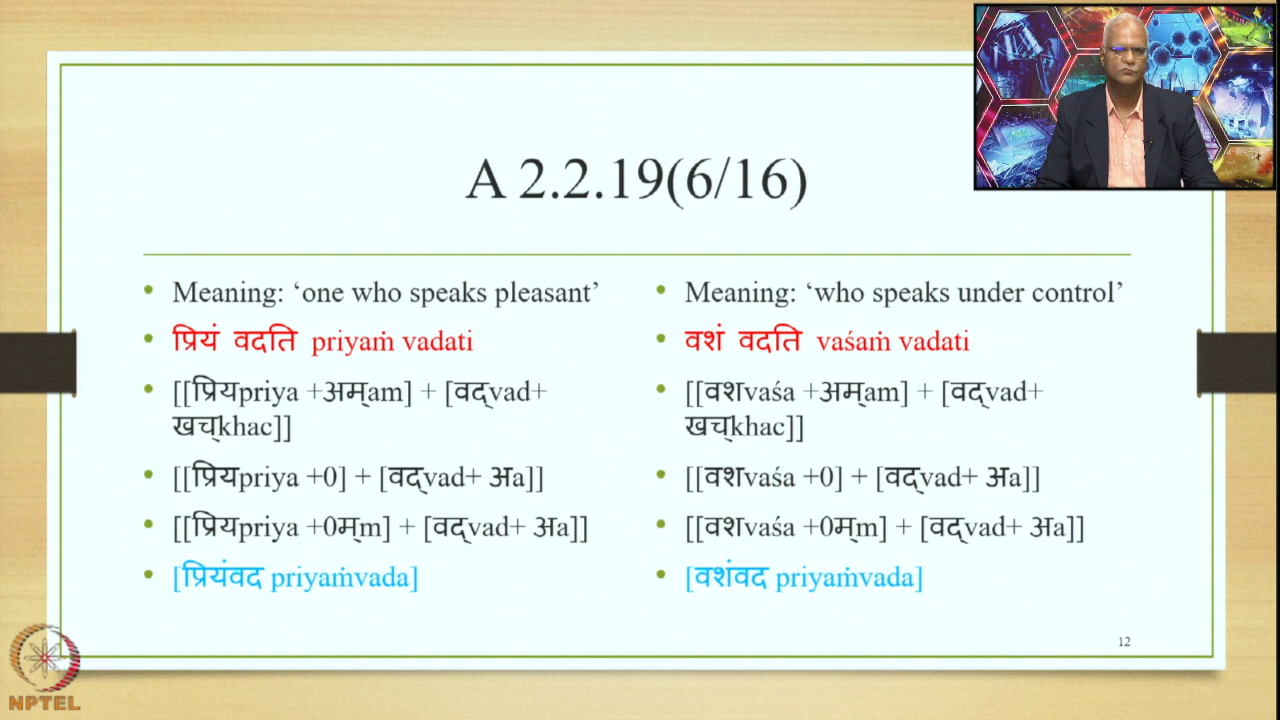 A 2.2.19(6/16)
• Meaning: ‘one who speaks pleasant’
• प्रियं वदति priyaṁ vadati
• [[प्रियpriya +अम्am] + [वद्vad+
खच्khac]]
• [[प्रियpriya +0] + [वद्vad+ अa]]
• [[प्रियpriya +0म्m] + [वद्vad+ अa]]
• [प्रियंवद priyaṁvada]
• Meaning: ‘who speaks under control’
• वशं वदति vaśaṁ vadati
• [[वशvaśa +अम्am] + [वद्vad+
खच्khac]]
• [[वशvaśa +0] + [वद्vad+ अa]]
• [[वशvaśa +0म्m] + [वद्vad+ अa]]
• [वशंवद priyaṁvada]
12
NPTEL